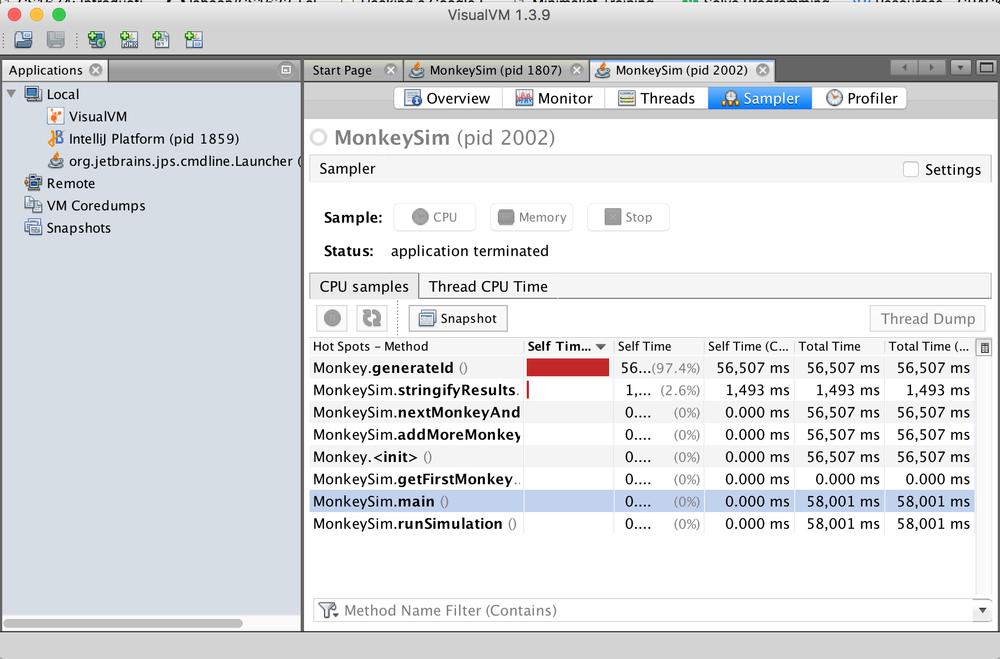 VisualVM 1.3.9
Applications
Start Page
MonkeySim (pid 1807)
MonkeySim (pid 2002)
Local
VisualVM
IntelliJ Platform (pid 1859)
org.jetbrains.jps.cmdline.Launcher (
Remote
VM Coredumps
Snapshots
Overview
Monitor
Threads
Sampler
Profiler
MonkeySim (pid 2002)
Sampler
Settings
Sample:
CPU
Memory
Stop
Status: application terminated
CPU samples
Thread CPU Time
Snapshot
Thread Dump
Hot Spots – Method Self Tim... Self Time Self Time (C... Total Time Total Time (...
Monkey.generateId () 56...(97.4%) 56,507 ms 56,507 ms 56,507 ms
MonkeySim.stringifyResults. 1,... (2.6%) 1,493 ms 1,493 ms 1,493 ms
MonkeySim.nextMonkeyAnd 0.... (0%) 0.000 ms 56,507 ms 56,507 ms
MonkeySim.addMoreMonkey 0.... (0%) 0.000 ms 56,507 ms 56,507 ms
Monkey.<init> () 0.... (0%) 0.000 ms 56,507 ms 56,507 ms
MonkeySim.getFirstMonkey.. 0.... (0%) 0.000 ms 0.000 ms 0.000 ms
MonkeySim.main () 0.... (0%) 0.000 ms 58,001 ms 58,001 ms
MonkeySim.runSimulation () 0.... (0%) 0.000 ms 58,001 ms 58,001 ms
Method Name Filter (Contains)